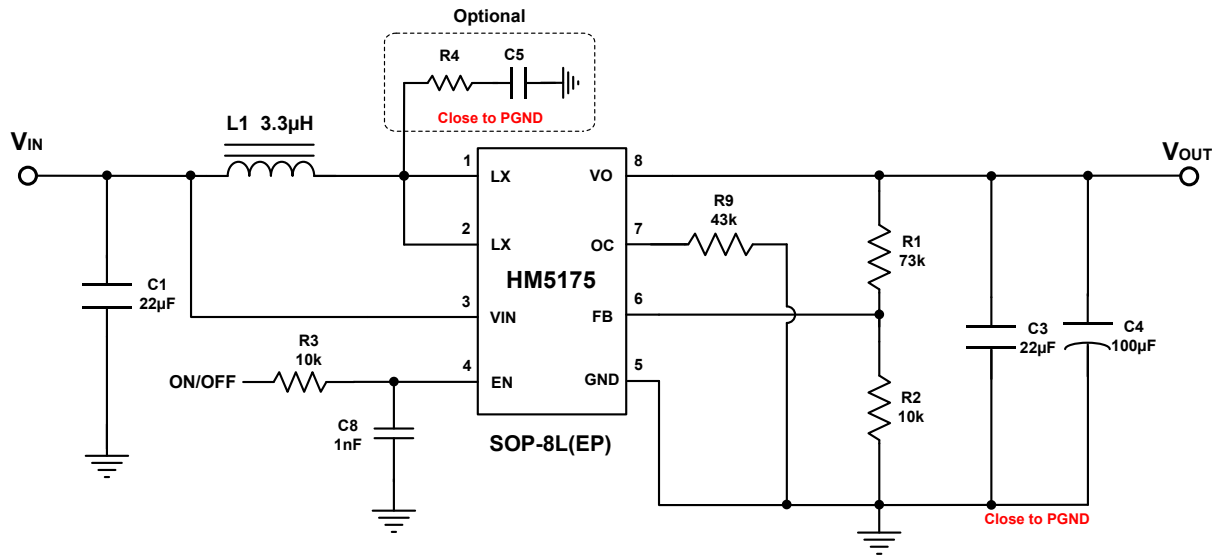 Optional
R4
C5
Close to PGND
L1 3.3µH
VIN
VOUT
1
LX
VO
8
R9
43k
2
LX
OC
7
R1
73k
HM5175
C1
22µF
3
VIN
FB
6
R3
10k
C3
22µF
C4
100µF
ON/OFF
4
EN
GND
5
R2
10k
C8
1nF
SOP-8L(EP)
Close to PGND